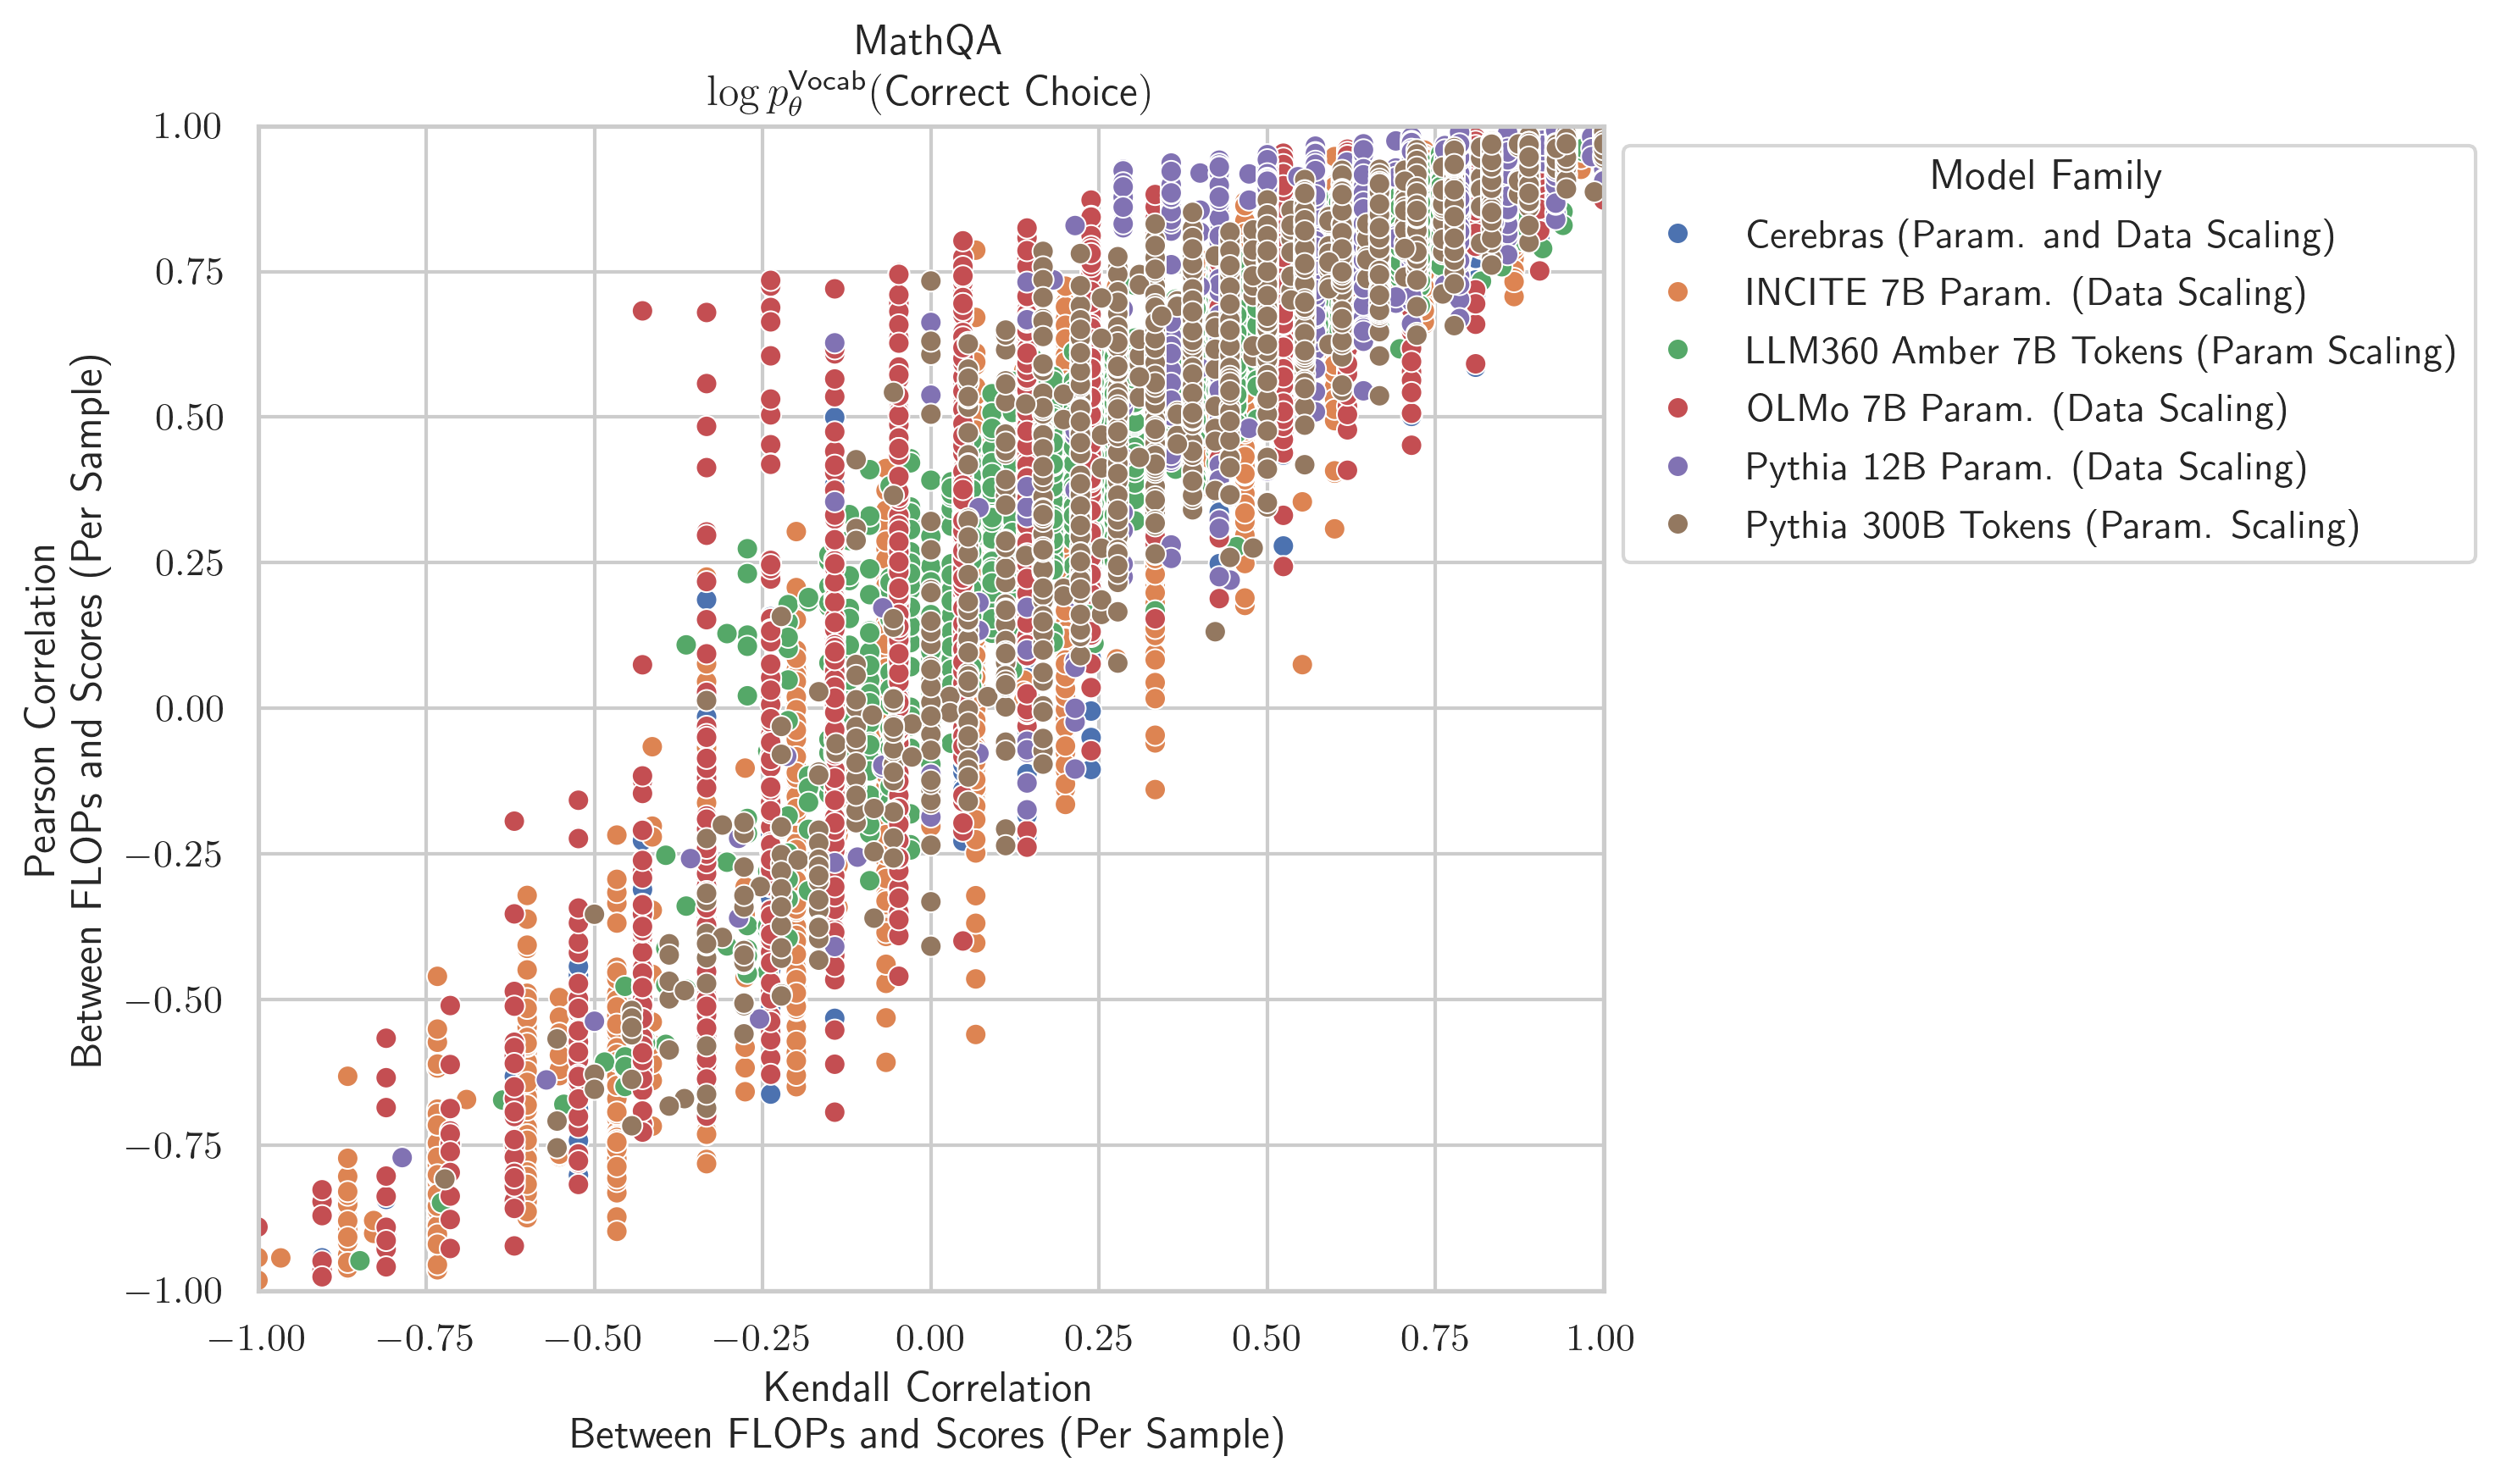 MathQA
log p_θ^Vocab(Correct Choice)
Pearson Correlation
Between FLOPs and Scores (Per Sample)
1.00
0.75
0.50
0.25
0.00
−0.25
−0.50
−0.75
−1.00
−1.00 −0.75 −0.50 −0.25 0.00 0.25 0.50 0.75 1.00
Kendall Correlation
Between FLOPs and Scores (Per Sample)
Model Family
Cerebras (Param. and Data Scaling)
INCITE 7B Param. (Data Scaling)
LLM360 Amber 7B Tokens (Param Scaling)
OLMo 7B Param. (Data Scaling)
Pythia 12B Param. (Data Scaling)
Pythia 300B Tokens (Param. Scaling)